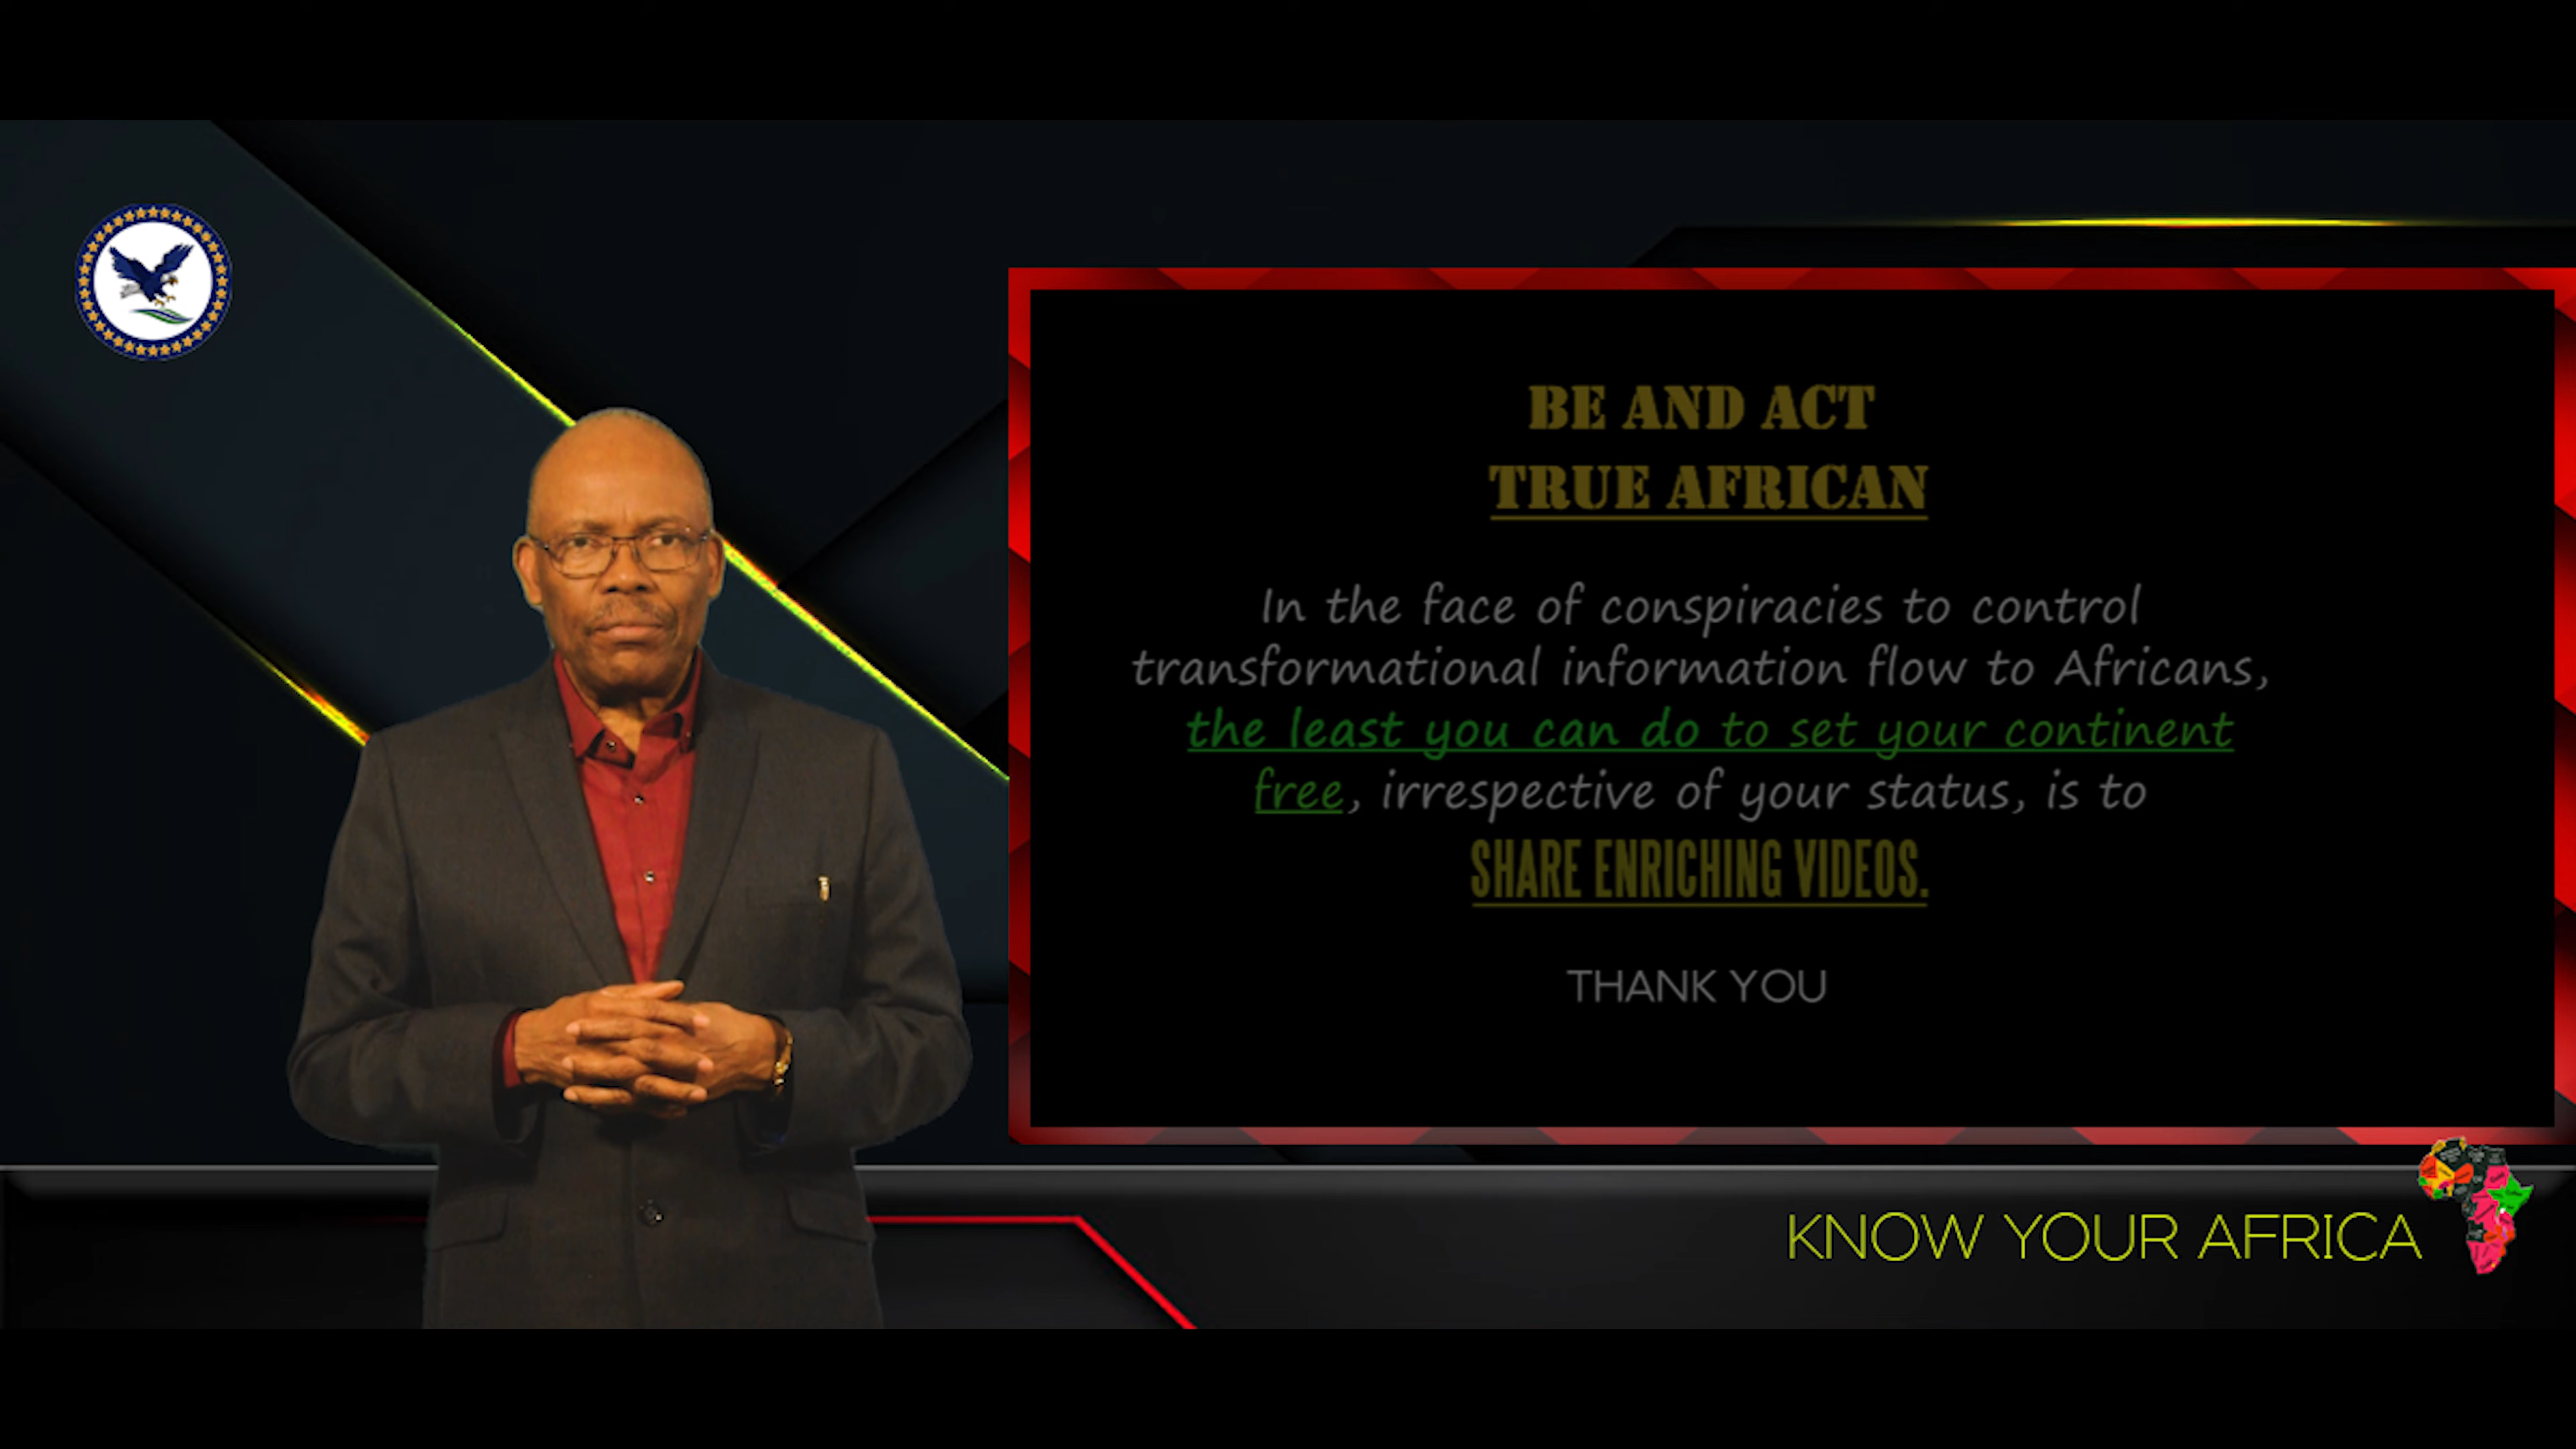 BE AND ACT
TRUE AFRICAN
In the face of conspiracies to control
transformational information flow to Africans,
the least you can do to set your continent
free, irrespective of your status, is to
SHARE ENRICHING VIDEOS.
THANK YOU
KNOW YOUR AFRICA